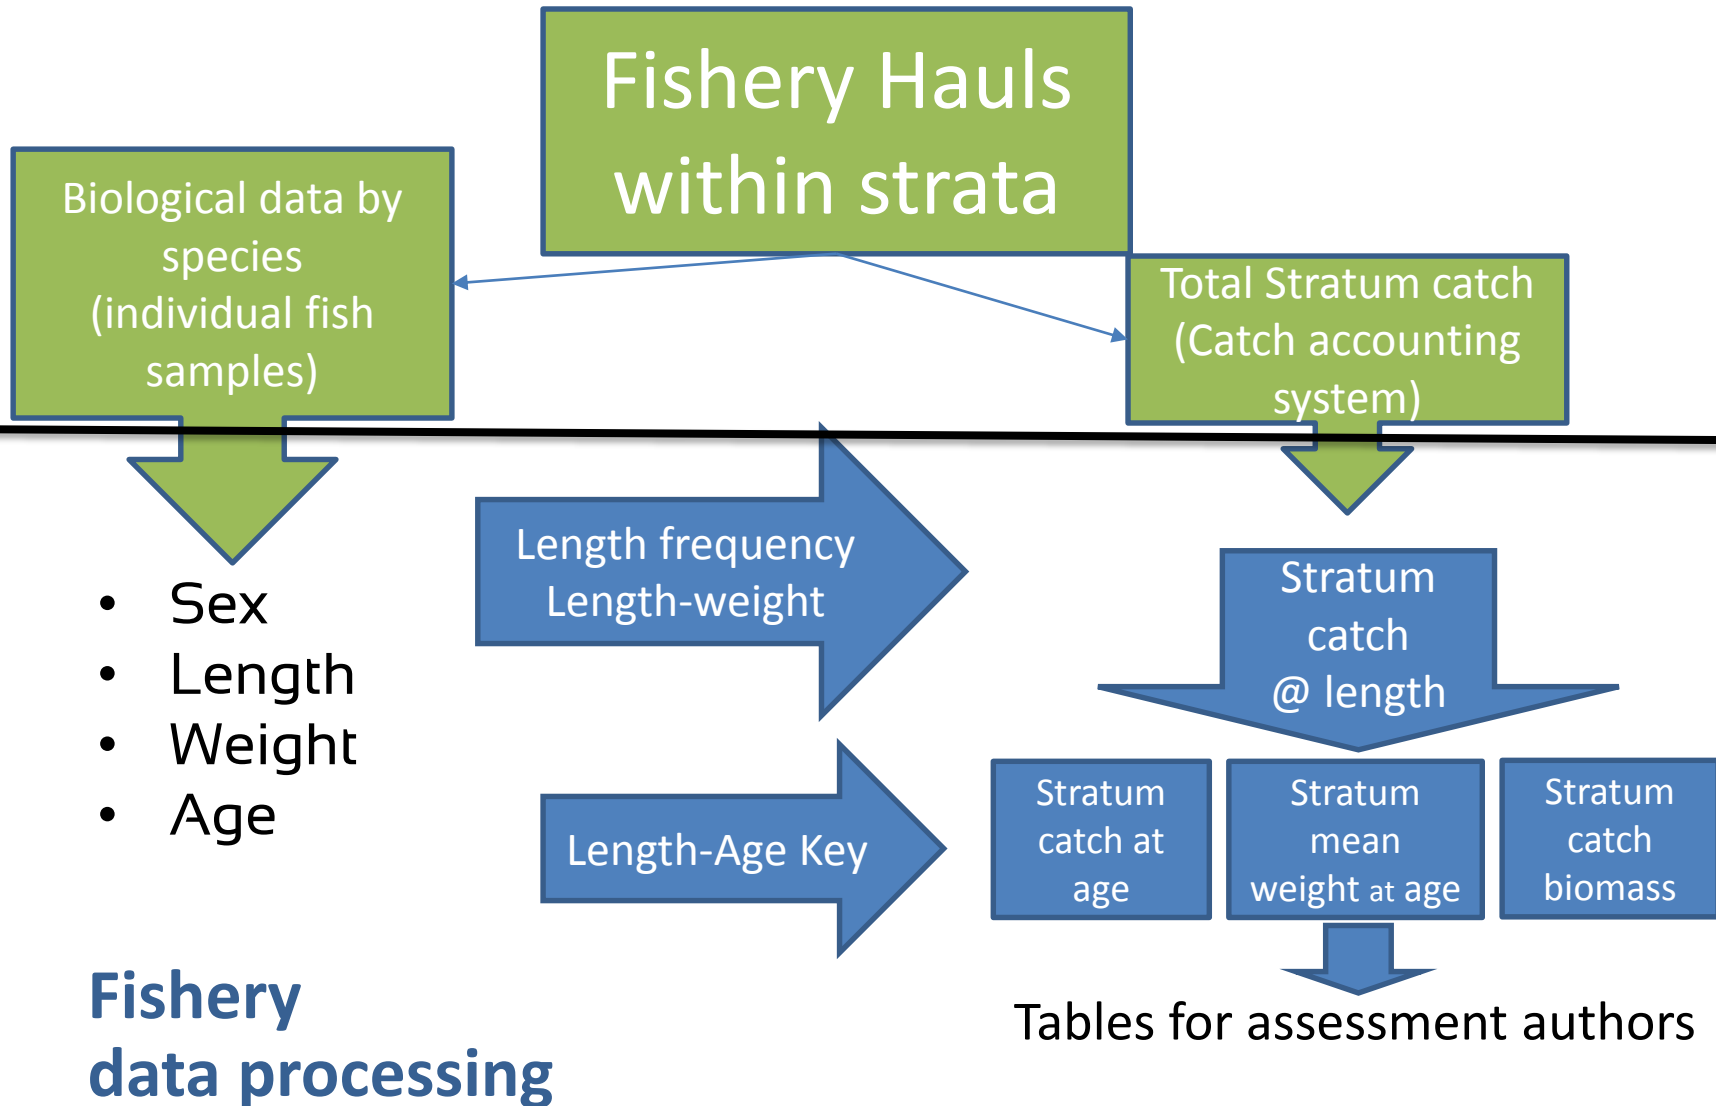 Fishery Hauls
within strata
Biological data by
species
(individual fish
samples)
Total Stratum catch
(Catch accounting
system)
• Sex
• Length
• Weight
• Age
Length frequency
Length-weight
Length-Age Key
Stratum
catch
@ length
Stratum
catch at
age
Stratum
mean
weight at age
Stratum
catch
biomass
Tables for assessment authors
Fishery
data processing